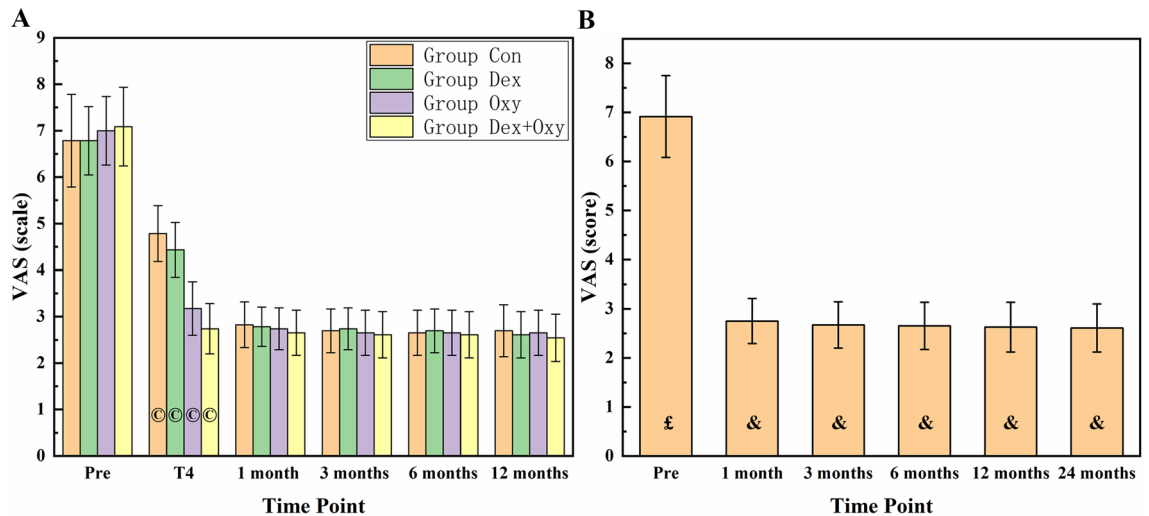 A
VAS (scale)
9
8
7
6
5
4
3
2
1
0
Group Con
Group Dex
Group Oxy
Group Dex+Oxy
© © © ©
Pre T4 1 month 3 months 6 months 12 months
Time Point
B
VAS (score)
8
7
6
5
4
3
2
1
0
£ & & & & &
Pre 1 month 3 months 6 months 12 months 24 months
Time Point